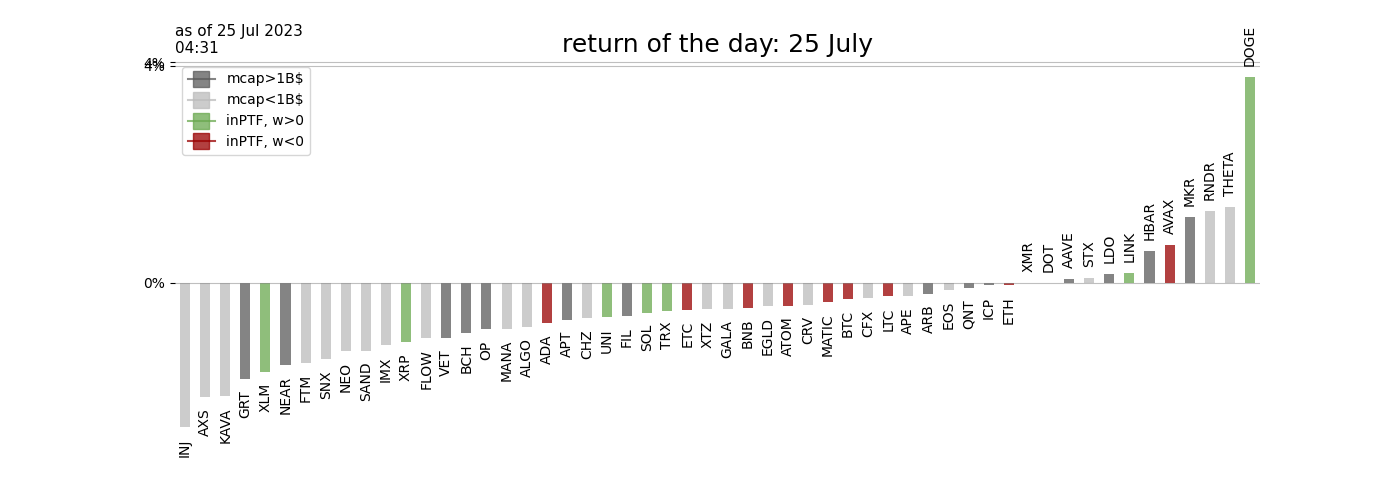 as of 25 Jul 2023
04:31
return of the day: 25 July
4%
4%
mcap>1B$
mcap<1B$
inPTF, w>0
inPTF, w<0
0%
INJ
AXS
KAVA
GRT
XLM
NEAR
FTM
SNX
NEO
SAND
IMX
XRP
FLOW
VET
BCH
OP
MANA
ALGO
ADA
APT
CHZ
UNI
FIL
SOL
TRX
ETC
XTZ
GALA
BNB
EGLD
ATOM
CRV
MATIC
BTC
CFX
LTC
APE
ARB
EOS
QNT
ICP
ETH
XMR
DOT
AAVE
STX
LDO
LINK
HBAR
AVAX
MKR
RNDR
THETA
DOGE